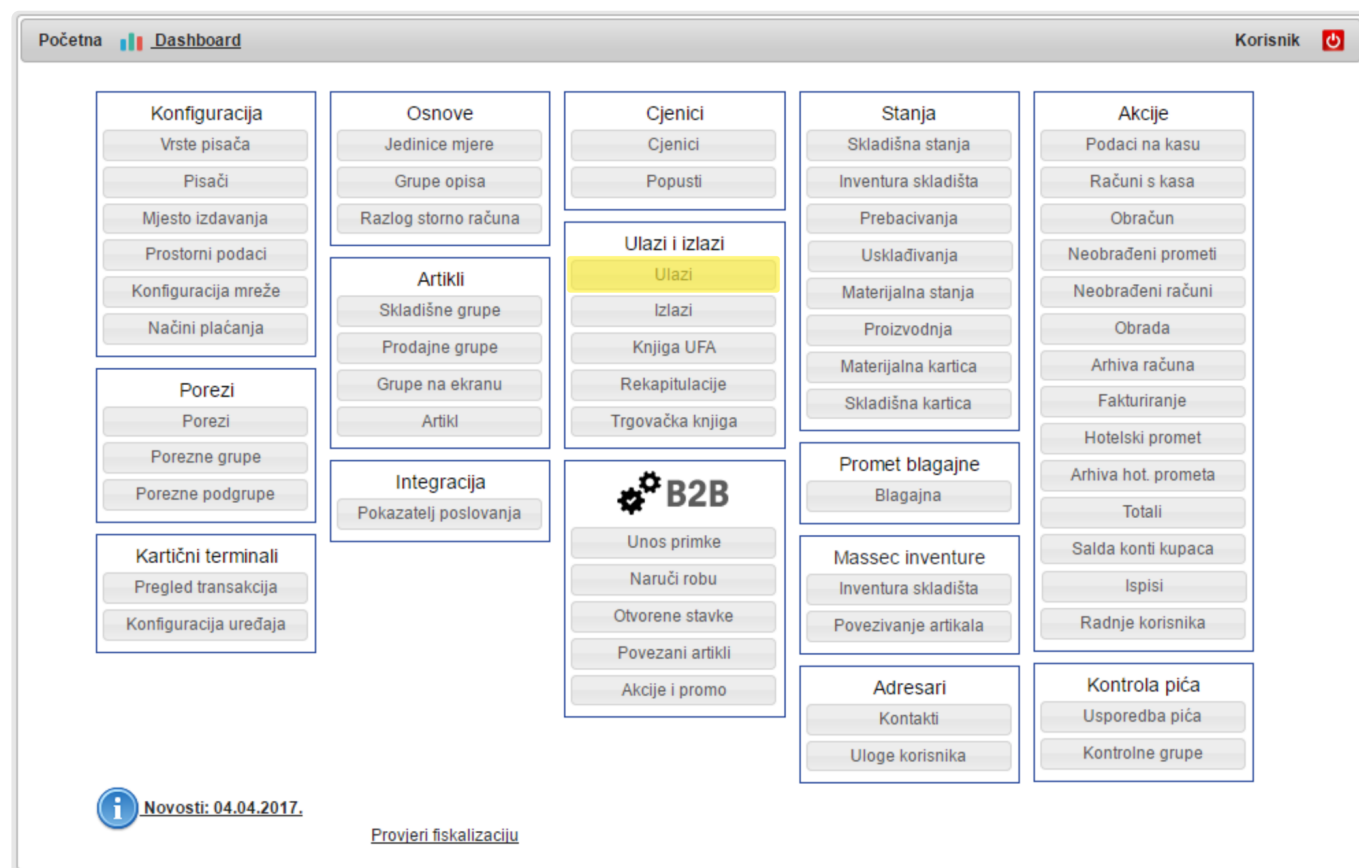 Početna Dashboard Korisnik
Konfiguracija
Vrste pisača
Pisači
Mjesto izdavanja
Prostorni podaci
Konfiguracija mreže
Načini plaćanja
Porezi
Porezi
Porezne grupe
Porezne podgrupe
Kartični terminali
Pregled transakcija
Konfiguracija uređaja
Osnove
Jedinice mjere
Grupe opisa
Razlog storno računa
Artikli
Skladišne grupe
Prodajne grupe
Grupe na ekranu
Artikl
Integracija
Pokazatelj poslovanja
Cjenici
Cjenici
Popusti
Ulazi i izlazi
Ulazi
Izlazi
Knjiga UFA
Rekapitulacije
Trgovačka knjiga
B2B
Unos primke
Naruči robu
Otvorene stavke
Povezani artikli
Akcije i promo
Stanja
Skladišna stanja
Inventura skladišta
Prebacivanja
Usklađivanja
Materijalna stanja
Proizvodnja
Materijalna kartica
Skladišna kartica
Promet blagajne
Blagajna
Massec inventure
Inventura skladišta
Povezivanje artikala
Adresari
Kontakti
Uloge korisnika
Akcije
Podaci na kasu
Računi s kasa
Obračun
Neobrađeni prometi
Neobrađeni računi
Obrada
Arhiva računa
Fakturiranje
Hotelski promet
Arhiva hot. prometa
Totali
Salda konti kupaca
Ispisi
Radnje korisnika
Kontrola pića
Usporedba pića
Kontrolne grupe
Novosti: 04.04.2017.
Provjeri fiskalizaciju